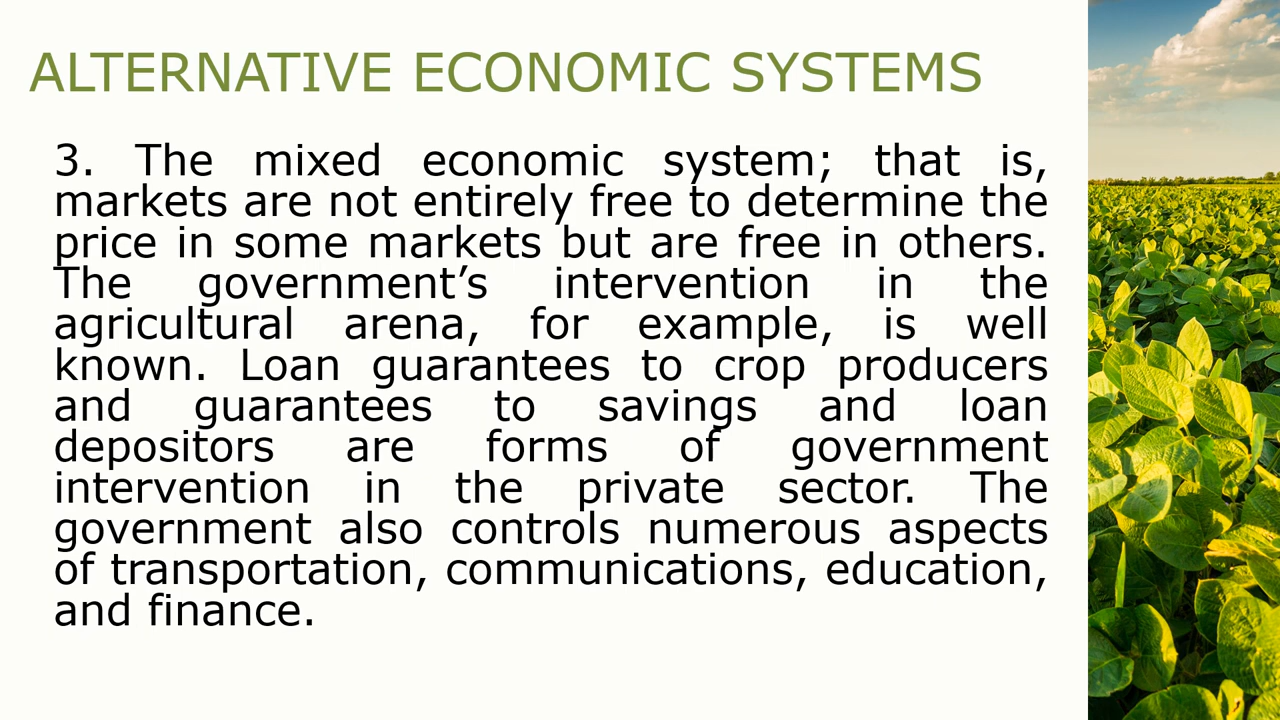 ALTERNATIVE ECONOMIC SYSTEMS
3. The mixed economic system; that is,
markets are not entirely free to determine the
price in some markets but are free in others.
The government’s intervention in the
agricultural arena, for example, is well
known. Loan guarantees to crop producers
and guarantees to savings and loan
depositors are forms of government
intervention in the private sector. The
government also controls numerous aspects
of transportation, communications, education,
and finance.